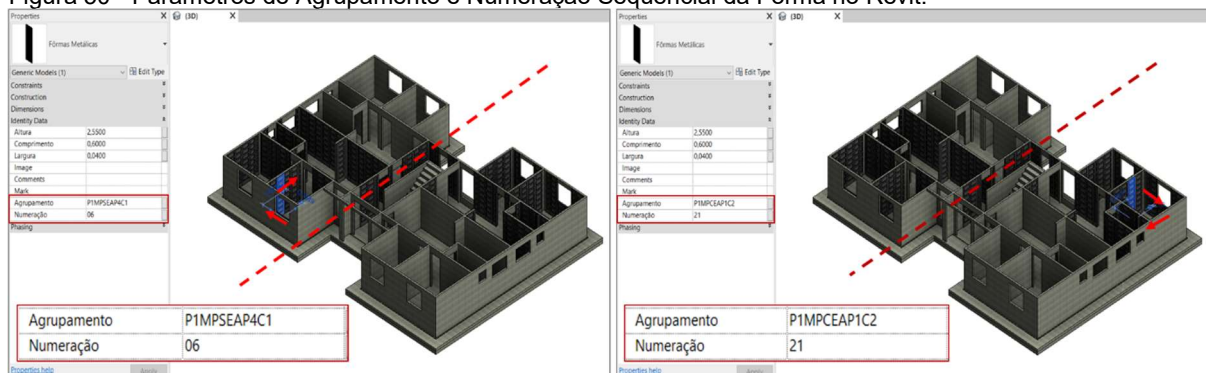 Figura 30 - Parâmetros de Agrupamento e Numeração Sequencial da Fôrma no Revit.
Properties X (3D) X
Fôrmas Metálicas
Generic Models (1) Edit Type
Constraints
Construction
Dimensions
Identity Data
Altura 2,5500
Comprimento 0,6000
Largura 0,0400
Image
Comments
Mark
Agrupamento P1MPSEAP4C1
Numeração 06
Phasing
Agrupamento P1MPSEAP4C1
Numeração 06
Properties help Apply
Properties X (3D) X
Fôrmas Metálicas
Generic Models (1) Edit Type
Constraints
Construction
Dimensions
Identity Data
Altura 2,5500
Comprimento 0,6000
Largura 0,0400
Image
Comments
Mark
Agrupamento P1MPCEAP1C2
Numeração 21
Phasing
Agrupamento P1MPCEAP1C2
Numeração 21
Properties help Apply